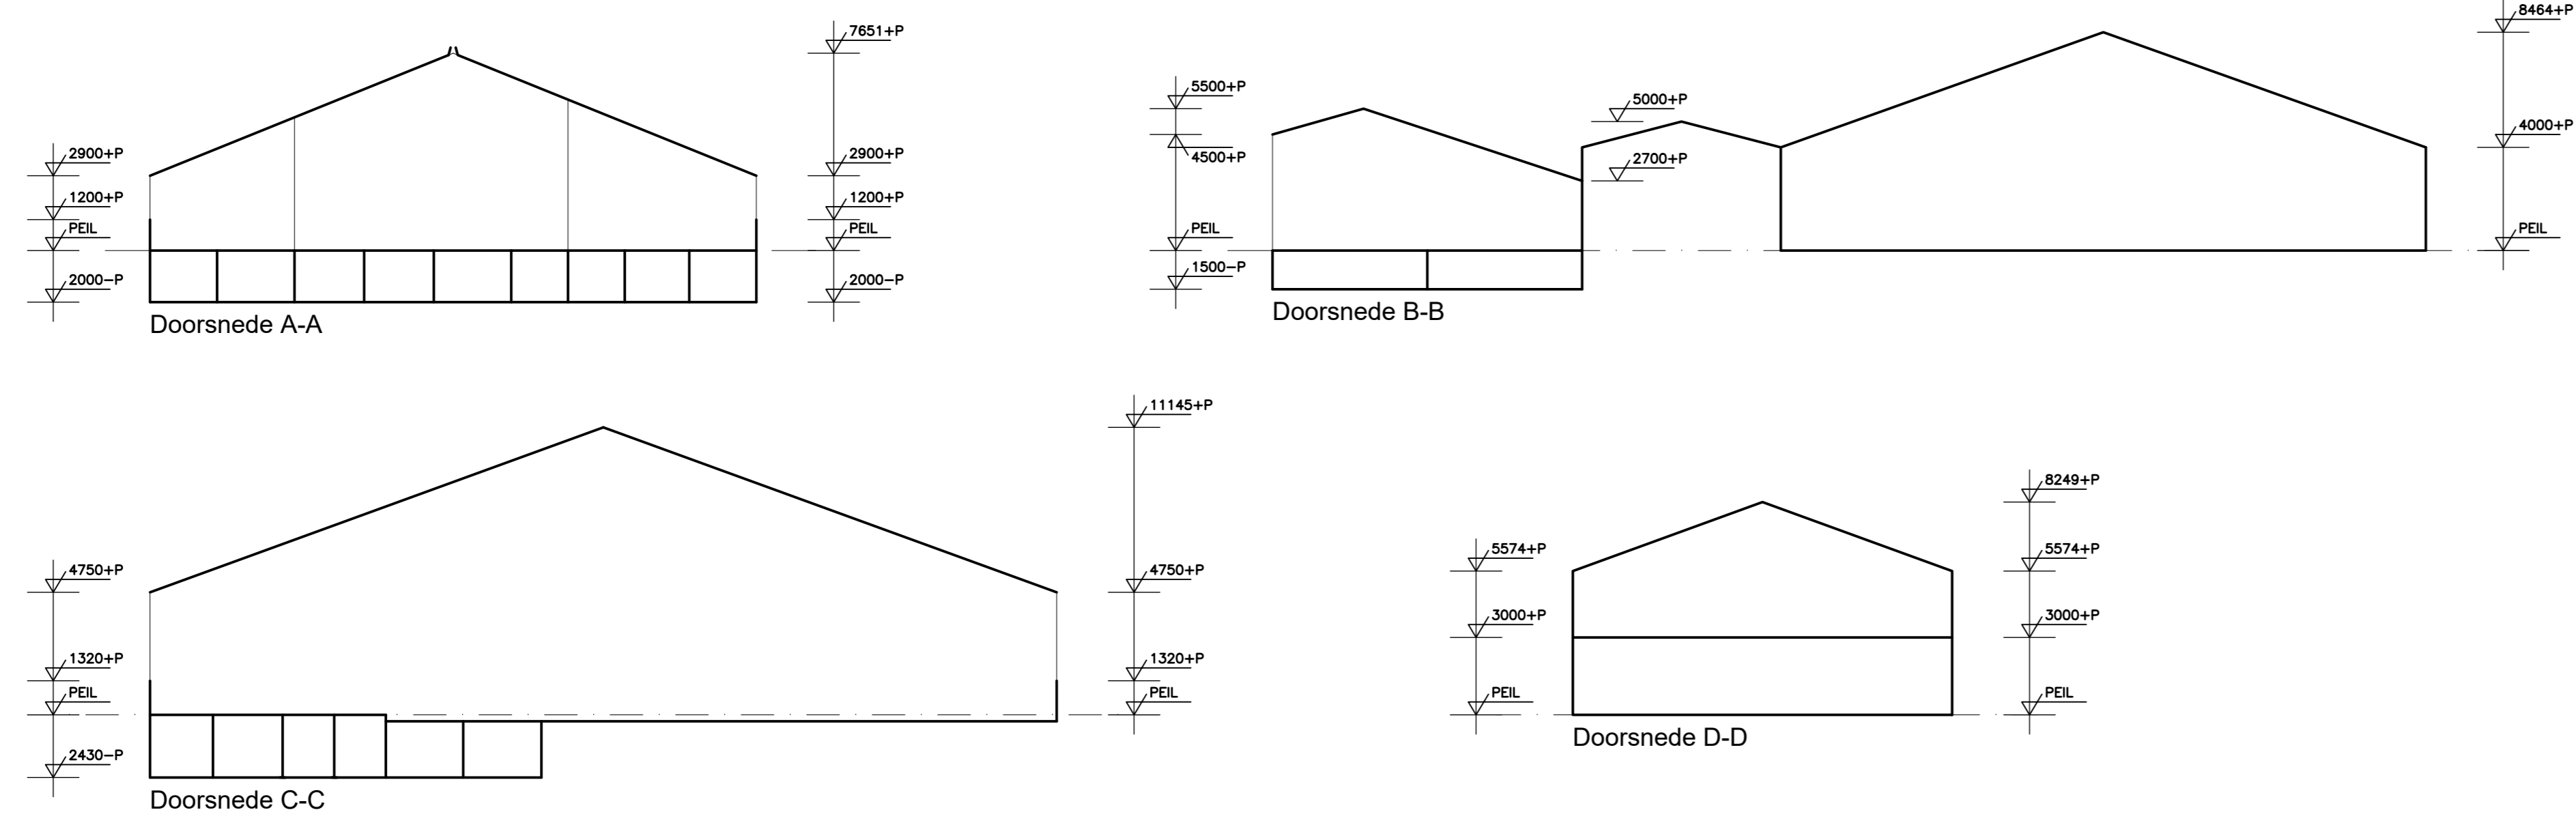 7651+P
2900+P
1200+P
PEIL
2000-P
2900+P
1200+P
PEIL
2000-P
Doorsnede A-A
5500+P
4500+P
PEIL
1500-P
5000+P
2700+P
8464+P
4000+P
PEIL
Doorsnede B-B
11145+P
4750+P
1320+P
PEIL
2430-P
4750+P
1320+P
PEIL
Doorsnede C-C
5574+P
3000+P
PEIL
8249+P
5574+P
3000+P
PEIL
Doorsnede D-D